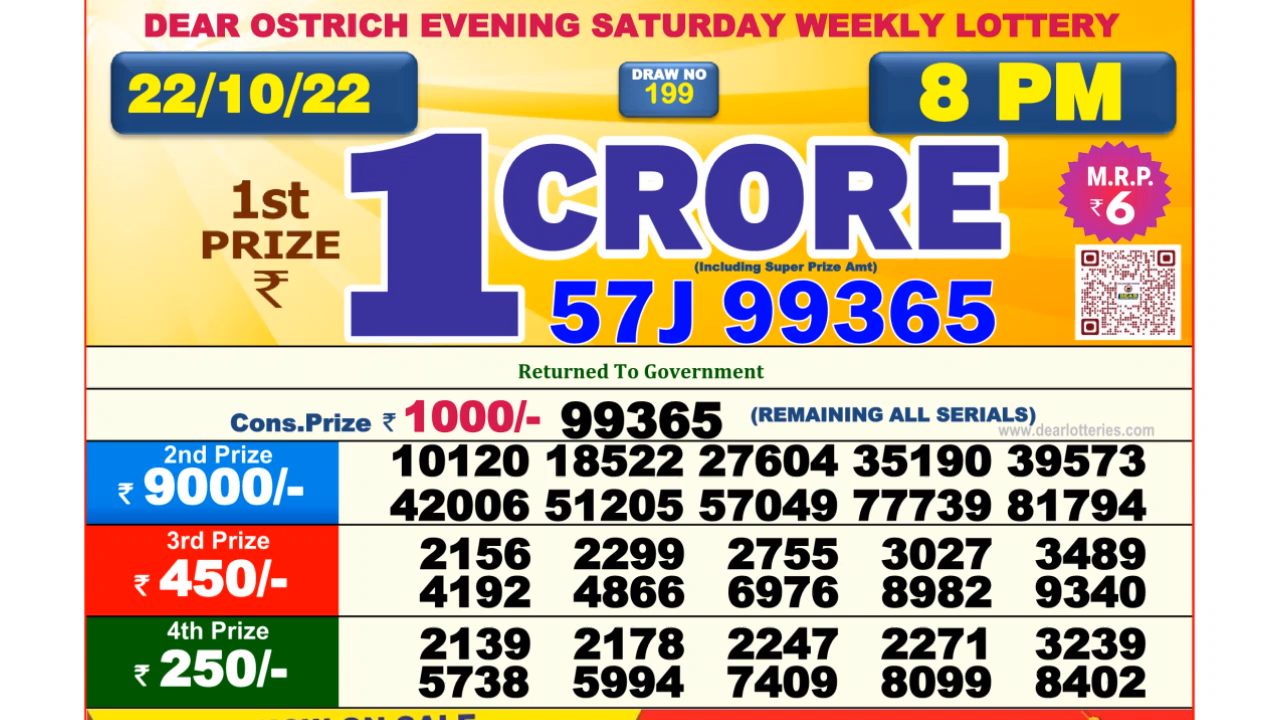 DEAR OSTRICH EVENING SATURDAY WEEKLY LOTTERY
22/10/22
DRAW NO
199
8 PM
1st
PRIZE
₹
1 CRORE
(Including Super Prize Amt)
57J 99365
M.R.P.
₹ 6
Returned To Government
Cons.Prize ₹ 1000/- 99365 (REMAINING ALL SERIALS)
www.dearlotteries.com
2nd Prize
₹ 9000/-
10120 18522 27604 35190 39573
42006 51205 57049 77739 81794
3rd Prize
₹ 450/-
2156 2299 2755 3027 3489
4192 4866 6976 8982 9340
4th Prize
₹ 250/-
2139 2178 2247 2271 3239
5738 5994 7409 8099 8402